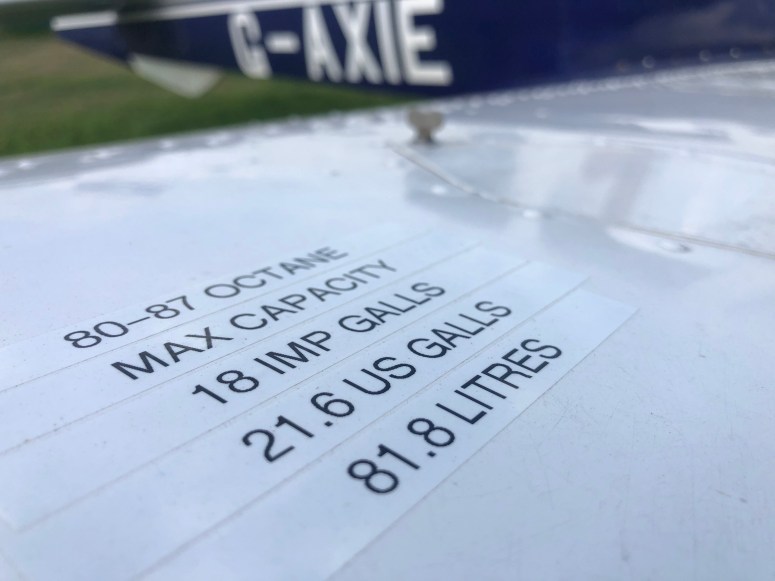 G-AXIE
80-87 OCTANE
MAX CAPACITY
18 IMP GALLS
21.6 US GALLS
81.8 LITRES